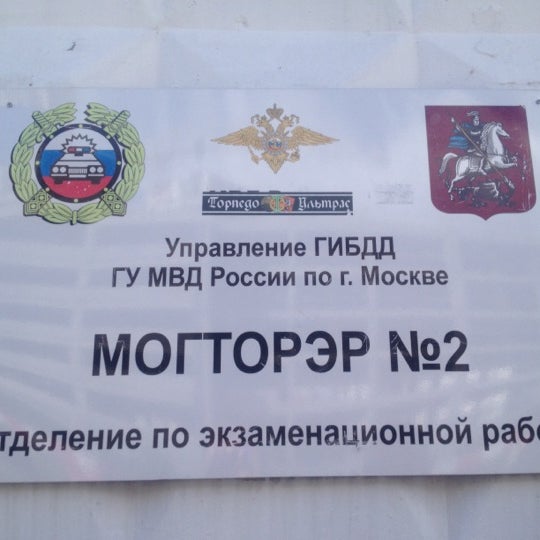 Торпедо Ультрас
Управление ГИБДД
ГУ МВД России по г. Москве
МОГТОРЭР №2
тделение по экзаменационной рабо